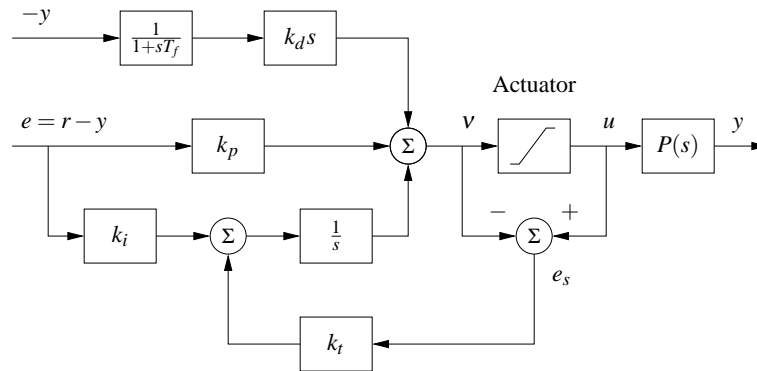 −y
1/(1+sT_f)
k_d s
Actuator
e = r − y
k_p
Σ
ν
u
P(s)
y
k_i
Σ
1/s
−
+
Σ
e_s
k_t